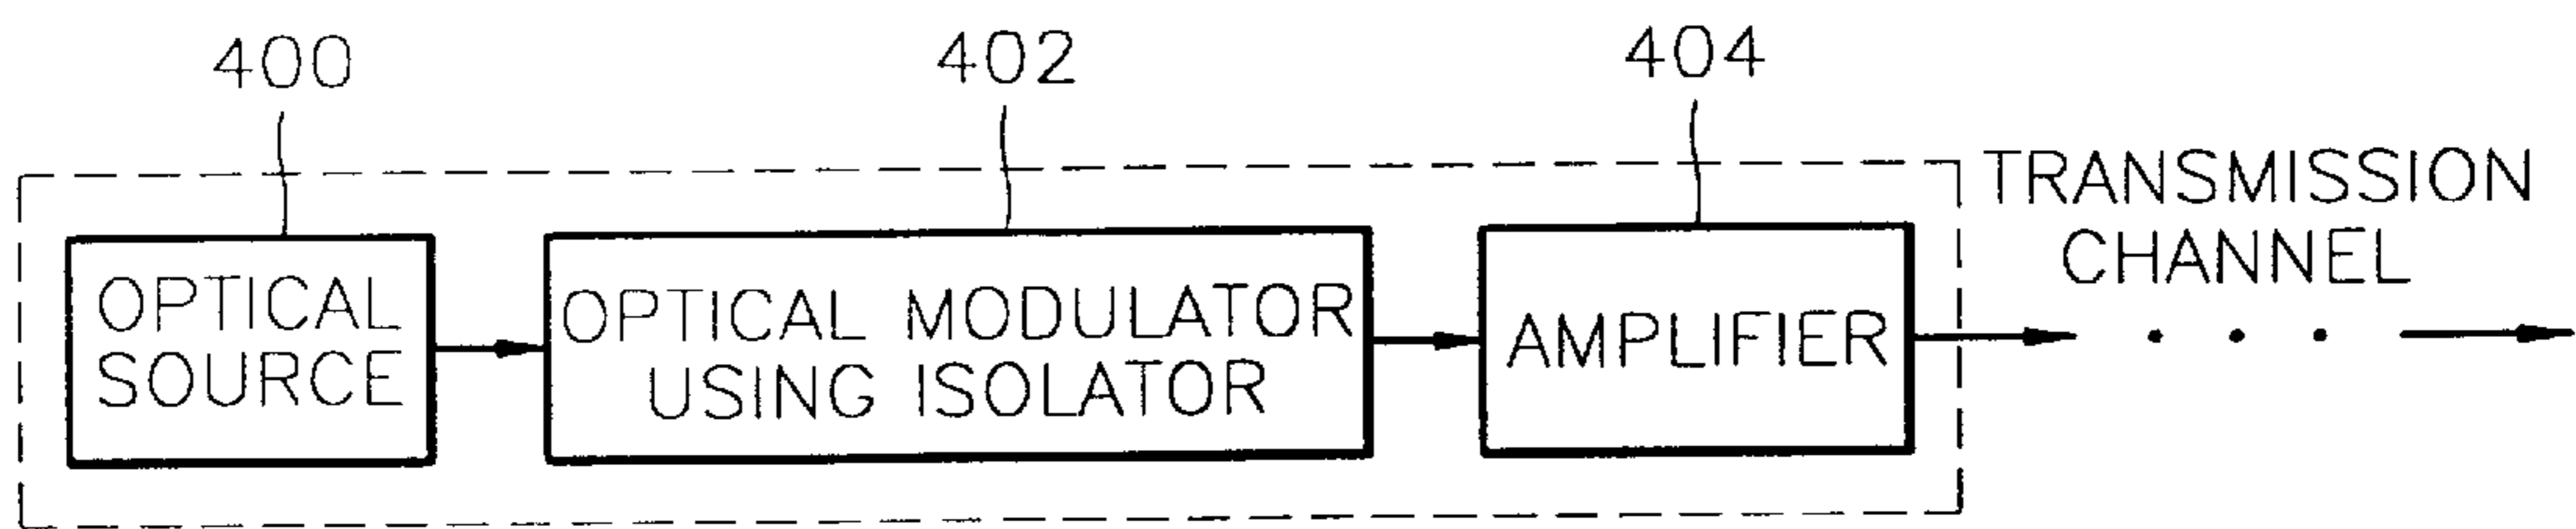 400
402
404
OPTICAL
SOURCE
OPTICAL MODULATOR
USING ISOLATOR
AMPLIFIER
TRANSMISSION
CHANNEL